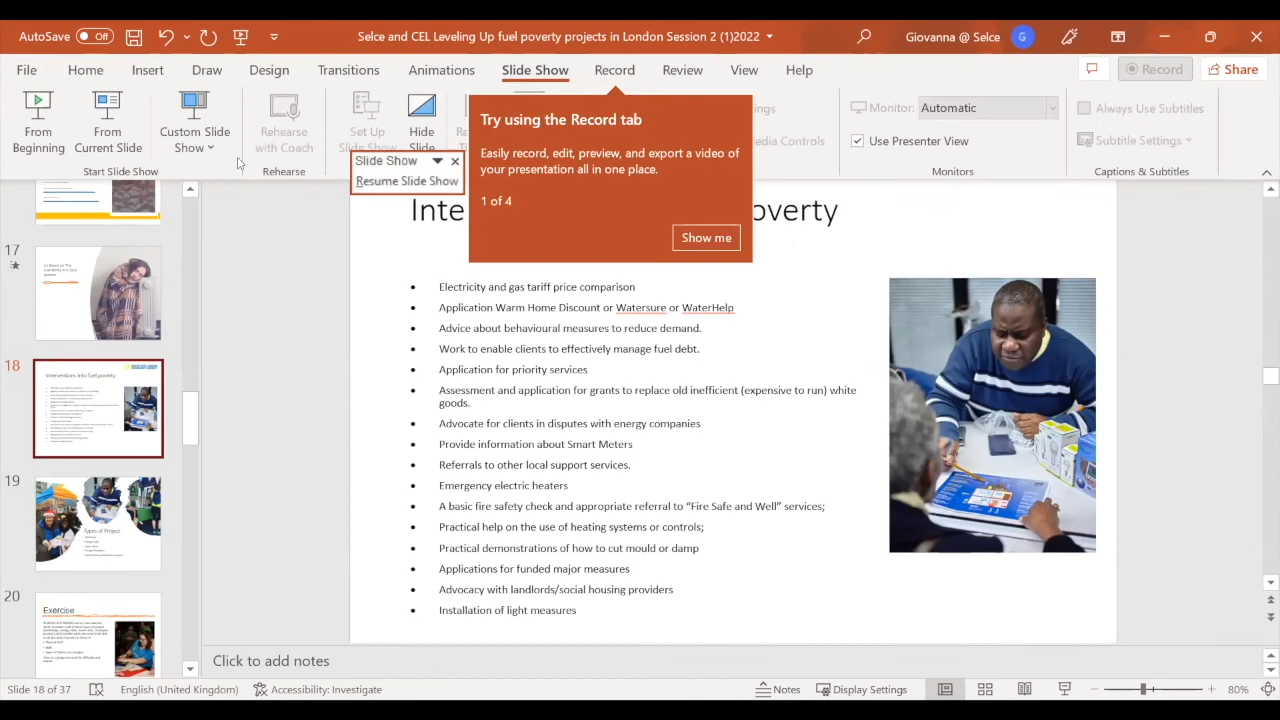 AutoSave Off
Selce and CEL Leveling Up fuel poverty projects in London Session 2 (1)2022
Giovanna @ Selce G
File Home Insert Draw Design Transitions Animations Slide Show Record Review View Help
Record Share
From Beginning
From Current Slide
Custom Slide Show
Rehearse with Coach
Set Up Slide Show
Hide Slide
Monitor: Automatic
Use Presenter View
Always Use Subtitles
Subtitle Settings
Media Controls
Start Slide Show
Rehearse
Monitors
Captions & Subtitles
Slide Show
Resume Slide Show
Try using the Record tab
Easily record, edit, preview, and export a video of
your presentation all in one place.
1 of 4
Show me
17
18
Interventions into fuel poverty
19
Types of Project
20
Exercise
Inte overty
Electricity and gas tariff price comparison
Application Warm Home Discount or Watersure or WaterHelp
Advice about behavioural measures to reduce demand.
Work to enable clients to effectively manage fuel debt.
Application for priority services
Assessment and application for grants to replace old inefficient (expensive to run) white
goods.
Advocate for clients in disputes with energy companies
Provide information about Smart Meters
Referrals to other local support services.
Emergency electric heaters
A basic fire safety check and appropriate referral to “Fire Safe and Well” services;
Practical help on the use of heating systems or controls;
Practical demonstrations of how to cut mould or damp
Applications for funded major measures
Advocacy with landlords/social housing providers
Installation of light measures
Click to add notes
Slide 18 of 37 English (United Kingdom) Accessibility: Investigate Notes Display Settings 80%